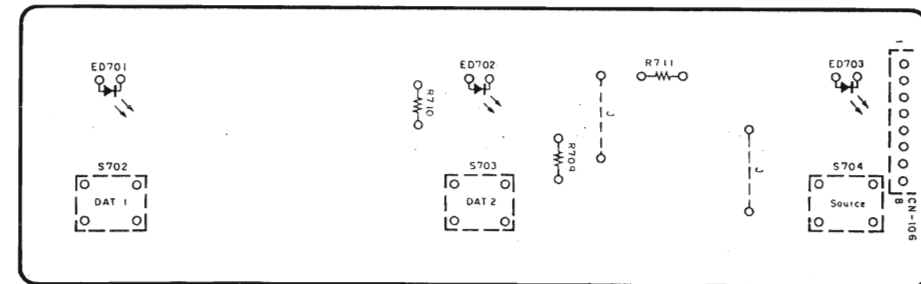 ED701
ED702
R711
ED703
1
R710
J
R709
J
S702
DAT 1
S703
DAT 2
S704
Source
8
CN-106